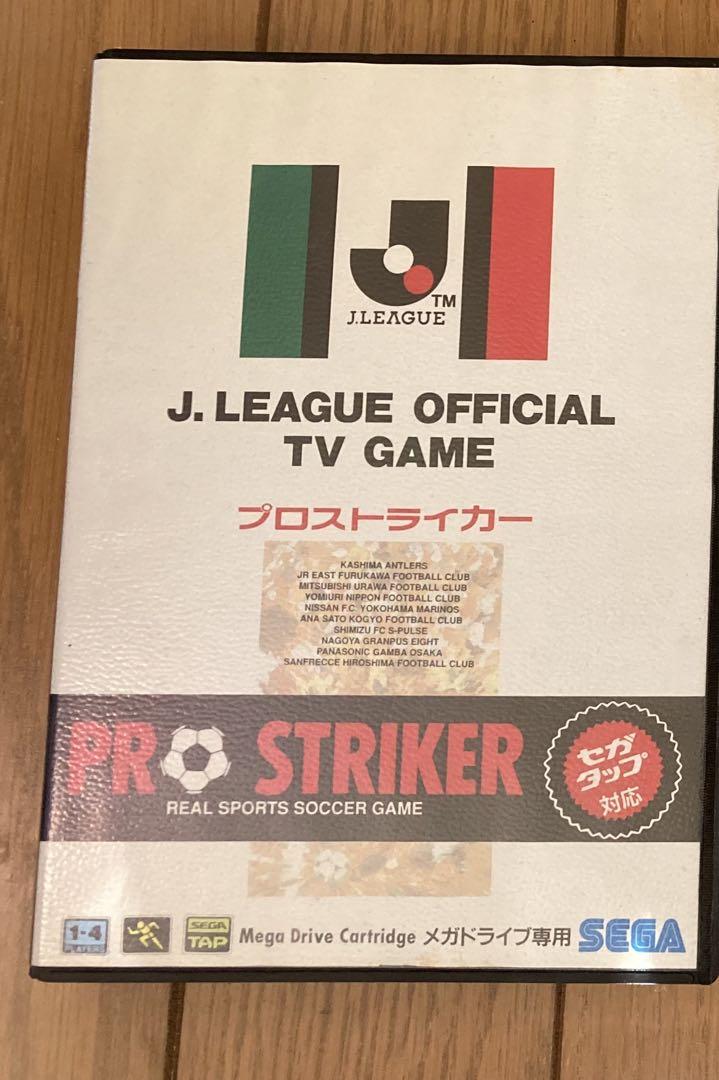 TM
J.LEAGUE
J. LEAGUE OFFICIAL
TV GAME
プロストライカー
KASHIMA ANTLERS
JR EAST FURUKAWA FOOTBALL CLUB
MITSUBISHI URAWA FOOTBALL CLUB
YOMIURI NIPPON FOOTBALL CLUB
NISSAN F.C. YOKOHAMA MARINOS
ANA SATO KOGYO FOOTBALL CLUB
SHIMIZU FC S-PULSE
NAGOYA GRANPUS EIGHT
PANASONIC GAMBA OSAKA
SANFRECCE HIROSHIMA FOOTBALL CLUB
PRO STRIKER
REAL SPORTS SOCCER GAME
セガ
タップ
対応
1-4
PLAYERS
SEGA
TAP
Mega Drive Cartridge メガドライブ専用 SEGA